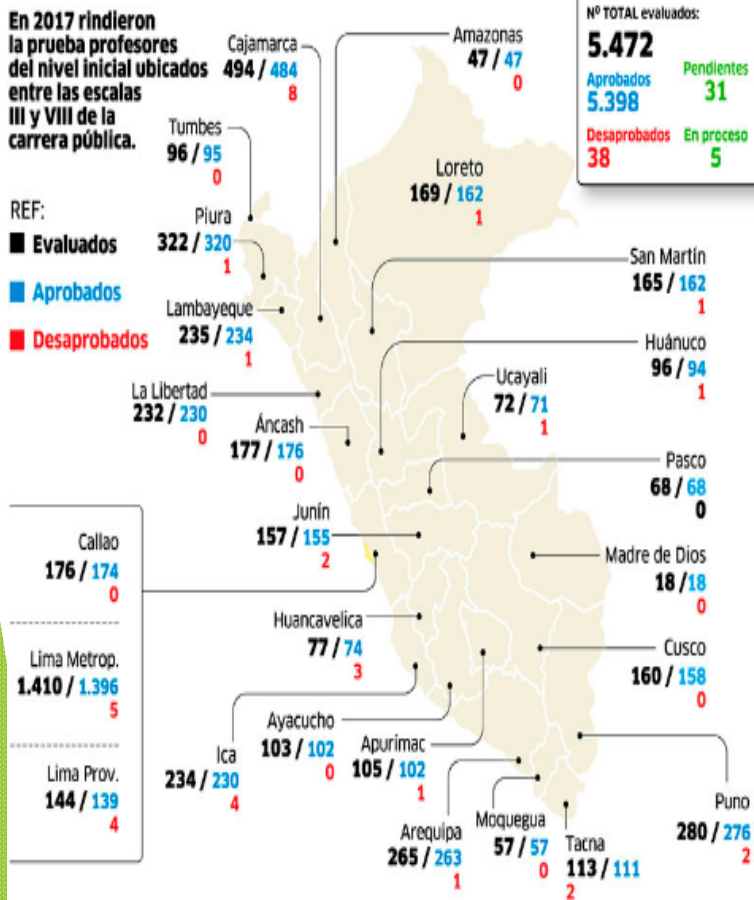 En 2017 rindieron
la prueba profesores
del nivel inicial ubicados
entre las escalas
III y VIII de la
carrera pública.
Nº TOTAL evaluados:
5.472
Aprobados
5.398
Pendientes
31
Desaprobados
38
En proceso
5
REF:
Evaluados
Aprobados
Desaprobados
Cajamarca
494 / 484
8
Amazonas
47 / 47
0
Tumbes
96 / 95
0
Loreto
169 / 162
1
Piura
322 / 320
1
San Martín
165 / 162
1
Lambayeque
235 / 234
1
Huánuco
96 / 94
1
Ucayali
72 / 71
1
La Libertad
232 / 230
0
Áncash
177 / 176
0
Pasco
68 / 68
0
Junín
157 / 155
2
Callao
176 / 174
0
Madre de Dios
18 / 18
0
Huancavelica
77 / 74
3
Lima Metrop.
1.410 / 1.396
5
Cusco
160 / 158
0
Ayacucho
103 / 102
0
Apurimac
105 / 102
1
Ica
234 / 230
4
Lima Prov.
144 / 139
4
Arequipa
265 / 263
1
Moquegua
57 / 57
0
Tacna
113 / 111
2
Puno
280 / 276
2